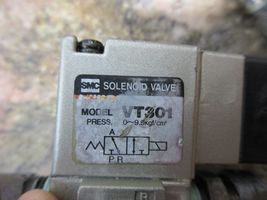 SMC SOLENOID VALVE
MODEL VT301
PRESS. 0~9.9kgf/cm²
A
P R
R